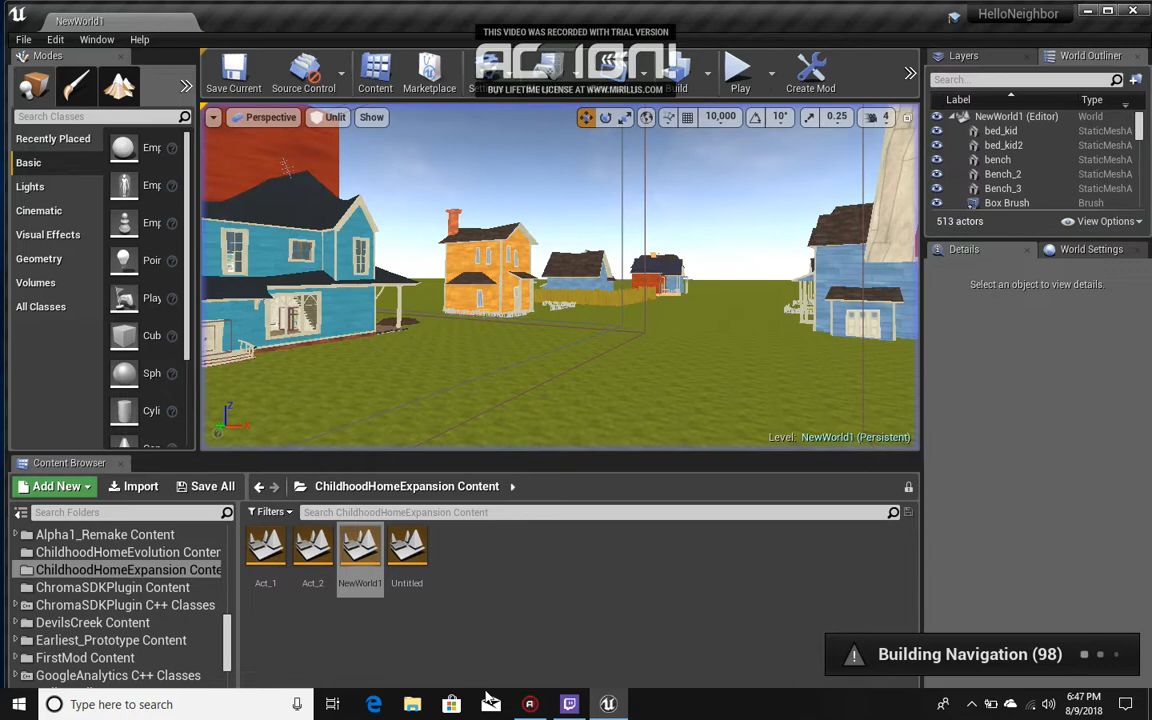 NewWorld1
HelloNeighbor
File Edit Window Help
THIS VIDEO WAS RECORDED WITH TRIAL VERSION
ACTION!
BUY LIFETIME LICENSE AT WWW.MIRILLIS.COM
Modes
Search Classes
Recently Placed
Basic
Lights
Cinematic
Visual Effects
Geometry
Volumes
All Classes
Emp
Emp
Emp
Poir
Play
Cub
Sph
Cyli
Save Current
Source Control
Content
Marketplace
Play
Create Mod
Perspective
Unlit
Show
10,000
10°
0.25
4
Level: NewWorld1 (Persistent)
Layers
World Outliner
Search...
Label Type
NewWorld1 (Editor) World
bed_kid StaticMeshA
bed_kid2 StaticMeshA
bench StaticMeshA
Bench_2 StaticMeshA
Bench_3 StaticMeshA
Box Brush Brush
513 actors
View Options
Details
World Settings
Select an object to view details.
Content Browser
Add New
Import
Save All
ChildhoodHomeExpansion Content
Search Folders
Filters
Search ChildhoodHomeExpansion Content
Alpha1_Remake Content
ChildhoodHomeEvolution Conter
ChildhoodHomeExpansion Conte
ChromaSDKPlugin Content
ChromaSDKPlugin C++ Classes
DevilsCreek Content
Earliest_Prototype Content
FirstMod Content
GoogleAnalytics C++ Classes
Act_1
Act_2
NewWorld1
Untitled
Building Navigation (98)
Type here to search
6:47 PM
8/9/2018